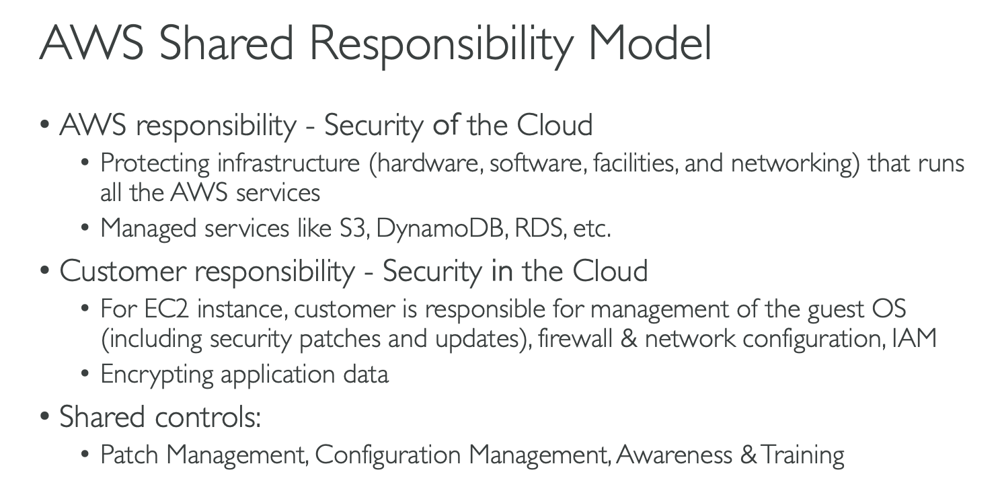 AWS Shared Responsibility Model
• AWS responsibility - Security of the Cloud
• Protecting infrastructure (hardware, software, facilities, and networking) that runs
all the AWS services
• Managed services like S3, DynamoDB, RDS, etc.
• Customer responsibility - Security in the Cloud
• For EC2 instance, customer is responsible for management of the guest OS
(including security patches and updates), firewall & network configuration, IAM
• Encrypting application data
• Shared controls:
• Patch Management, Configuration Management, Awareness & Training